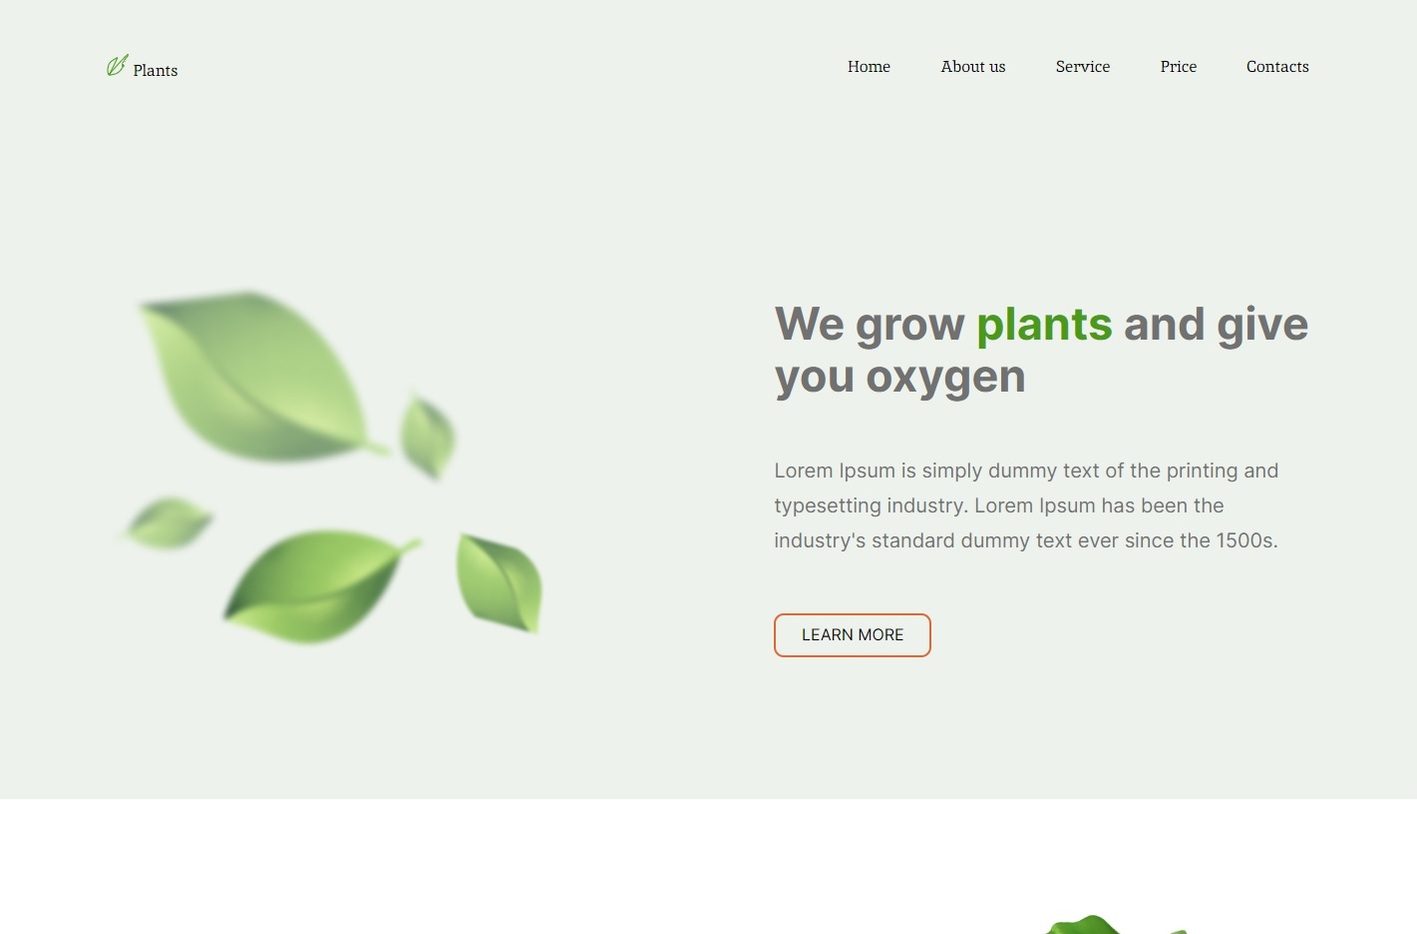 Plants
Home
About us
Service
Price
Contacts
We grow plants and give
you oxygen
Lorem Ipsum is simply dummy text of the printing and
typesetting industry. Lorem Ipsum has been the
industry's standard dummy text ever since the 1500s.
LEARN MORE